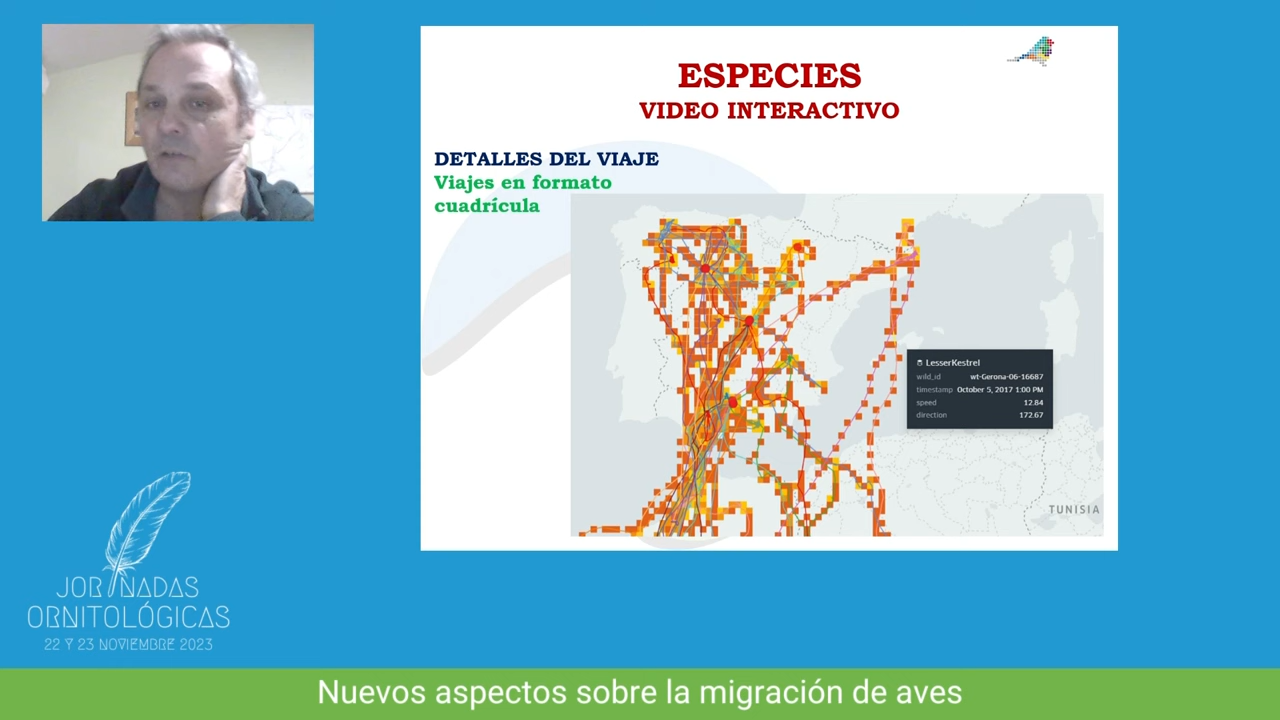 ESPECIES
VIDEO INTERACTIVO
DETALLES DEL VIAJE
Viajes en formato
cuadrícula
LesserKestrel
wild_id wt-Gerona-06-16687
timestamp October 5, 2017 1:00 PM
speed 12.84
direction 172.67
TUNISIA
JORNADAS
ORNITOLÓGICAS
22 Y 23 NOVIEMBRE 2023
Nuevos aspectos sobre la migración de aves